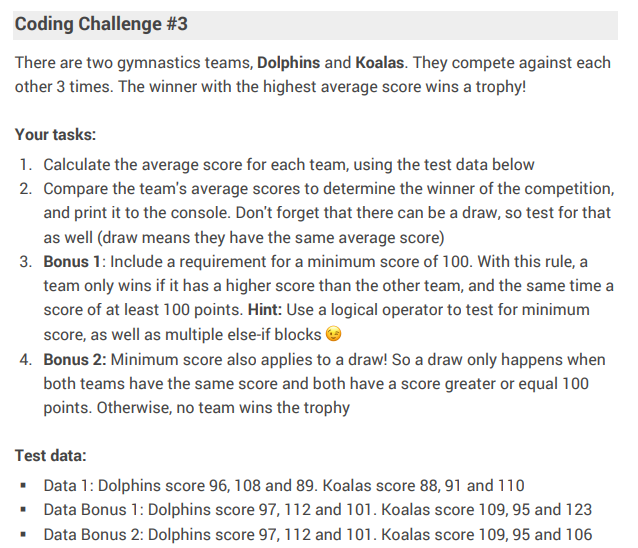 Coding Challenge #3
There are two gymnastics teams, Dolphins and Koalas. They compete against each
other 3 times. The winner with the highest average score wins a trophy!
Your tasks:
1. Calculate the average score for each team, using the test data below
2. Compare the team's average scores to determine the winner of the competition,
and print it to the console. Don't forget that there can be a draw, so test for that
as well (draw means they have the same average score)
3. Bonus 1: Include a requirement for a minimum score of 100. With this rule, a
team only wins if it has a higher score than the other team, and the same time a
score of at least 100 points. Hint: Use a logical operator to test for minimum
score, as well as multiple else-if blocks 😉
4. Bonus 2: Minimum score also applies to a draw! So a draw only happens when
both teams have the same score and both have a score greater or equal 100
points. Otherwise, no team wins the trophy
Test data:
▪ Data 1: Dolphins score 96, 108 and 89. Koalas score 88, 91 and 110
▪ Data Bonus 1: Dolphins score 97, 112 and 101. Koalas score 109, 95 and 123
▪ Data Bonus 2: Dolphins score 97, 112 and 101. Koalas score 109, 95 and 106